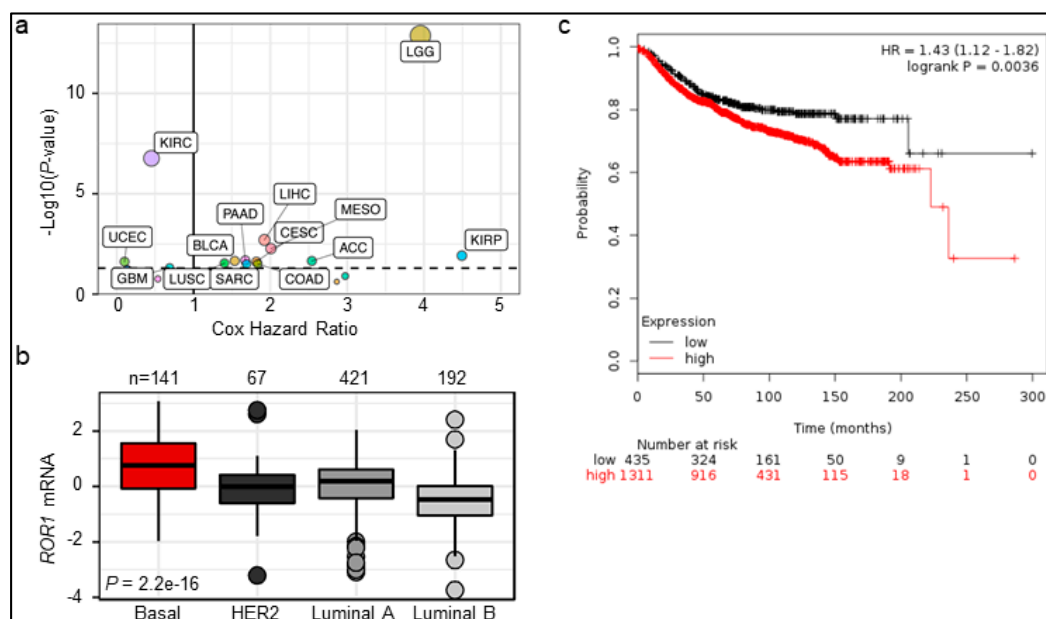 a
-Log10(P-value)
10
5
0
LGG
KIRC
LIHC
PAAD
MESO
CESC
UCEC
BLCA
ACC
KIRP
GBM
LUSC
SARC
COAD
0 1 2 3 4 5
Cox Hazard Ratio
b
n=141 67 421 192
ROR1 mRNA
2
0
-2
-4
P = 2.2e-16
Basal HER2 Luminal A Luminal B
c
HR = 1.43 (1.12 - 1.82)
logrank P = 0.0036
Probability
1.0
0.8
0.6
0.4
0.2
0.0
Expression
low
high
0 50 100 150 200 250 300
Time (months)
Number at risk
low 435 324 161 50 9 1 0
high 1311 916 431 115 18 1 0